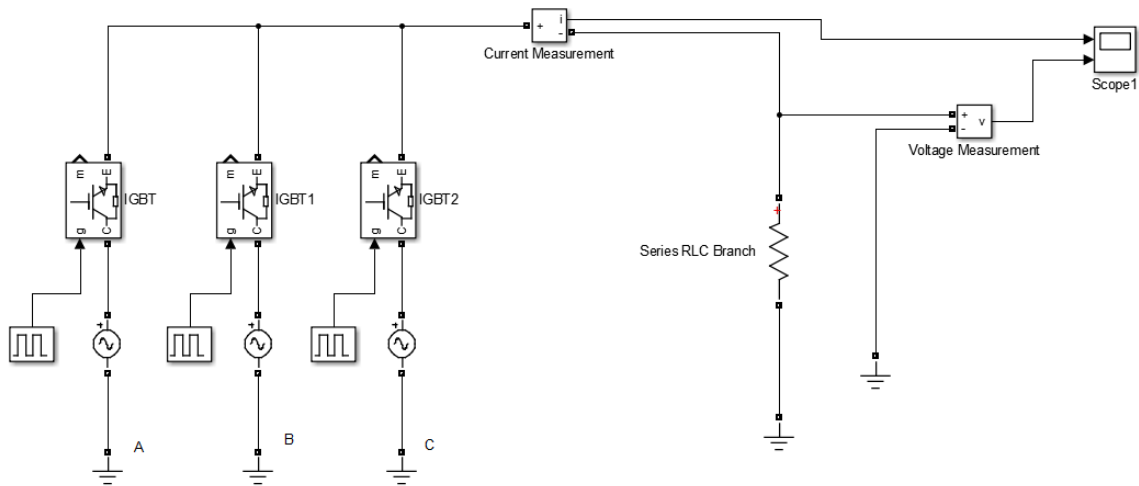 +
i
-
Current Measurement
Scope1
+
v
-
Voltage Measurement
m
E
g
C
IGBT
m
E
g
C
IGBT1
m
E
g
C
IGBT2
+
Series RLC Branch
+
+
+
A
B
C